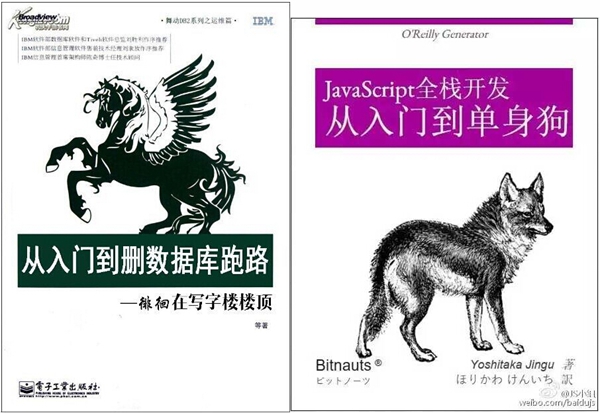 Broadview
· 舞动DB2系列之运维篇 ·
IBM
从入门到删数据库跑路
—徘徊在写字楼楼顶
等著
電子工業出版社
O'Reilly Generator
JavaScript全栈开发
从入门到单身狗
Bitnauts ®
ビットノーツ
Yoshitaka Jingu 著
ほりかわ けんいち 訳
weibo.com/baidujs